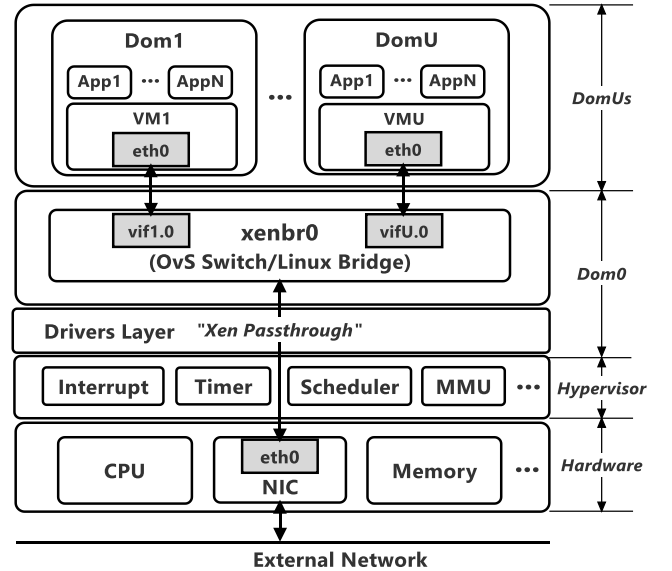 Dom1
DomU
App1 ... AppN
App1 ... AppN
...
DomUs
VM1
VMU
eth0
eth0
vif1.0
xenbr0
vifU.0
(OvS Switch/Linux Bridge)
Dom0
Drivers Layer "Xen Passthrough"
Interrupt
Timer
Scheduler
MMU
...
Hypervisor
CPU
eth0
NIC
Memory
...
Hardware
External Network